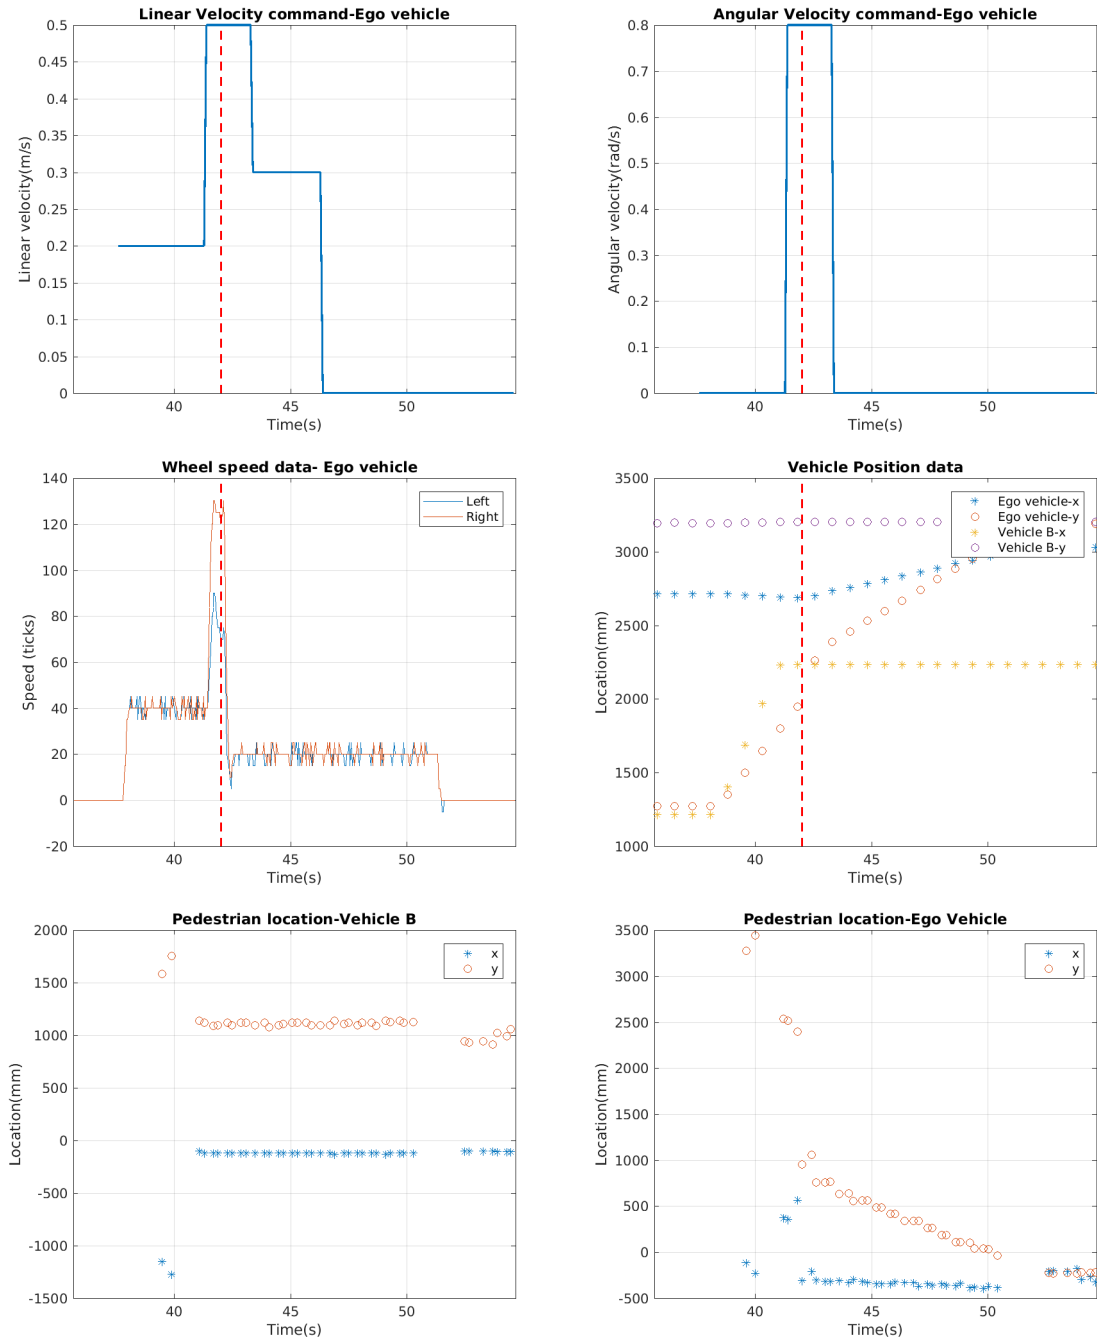 Linear Velocity command-Ego vehicle
0.5
0.45
0.4
0.35
0.3
0.25
0.2
0.15
0.1
0.05
0
Linear velocity(m/s)
40 45 50
Time(s)
Angular Velocity command-Ego vehicle
0.8
0.7
0.6
0.5
0.4
0.3
0.2
0.1
0
Angular velocity(rad/s)
40 45 50
Time(s)
Wheel speed data- Ego vehicle
140
120
100
80
60
40
20
0
-20
Speed (ticks)
Left
Right
40 45 50
Time(s)
Vehicle Position data
3500
3000
2500
2000
1500
1000
Location(mm)
Ego vehicle-x
Ego vehicle-y
Vehicle B-x
Vehicle B-y
40 45 50
Time(s)
Pedestrian location-Vehicle B
2000
1500
1000
500
0
-500
-1000
-1500
Location(mm)
x
y
40 45 50
Time(s)
Pedestrian location-Ego Vehicle
3500
3000
2500
2000
1500
1000
500
0
-500
Location(mm)
x
y
40 45 50
Time(s)